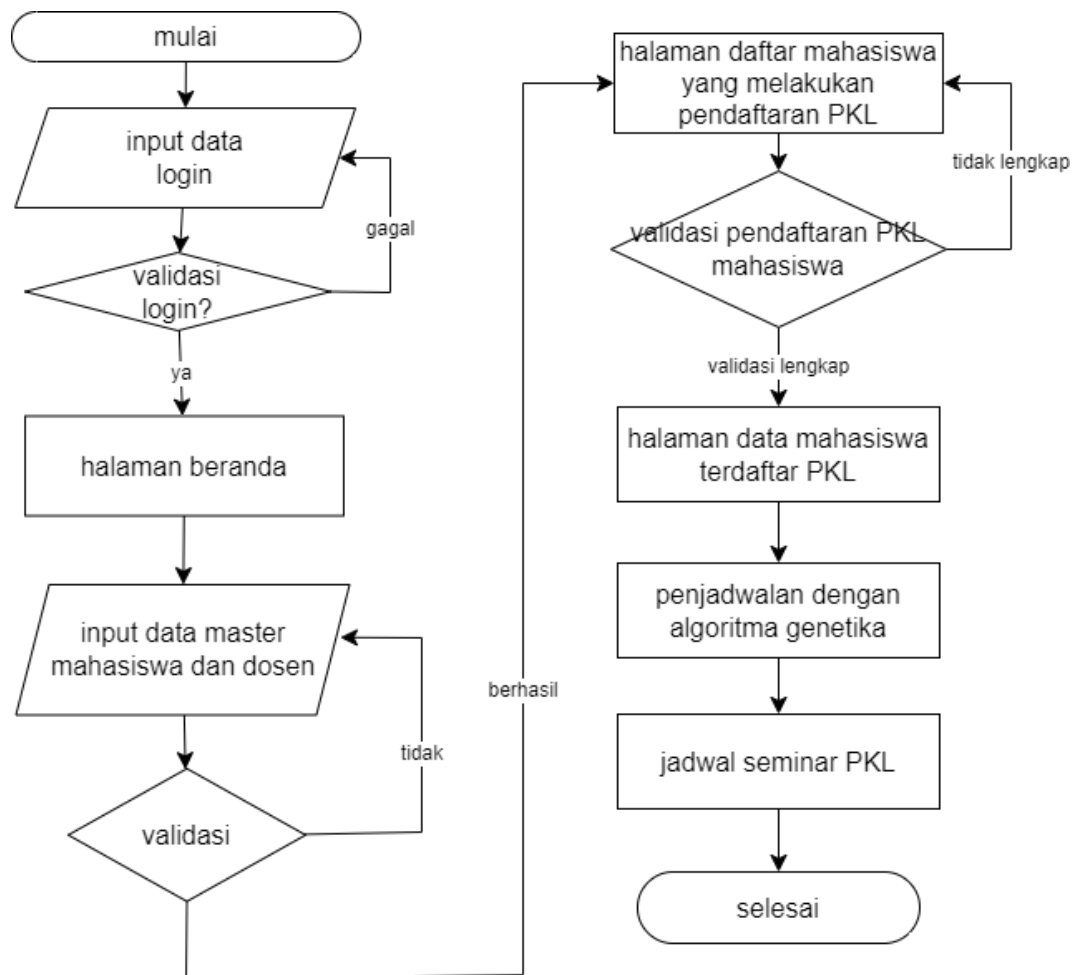 mulai
input data
login
gagal
validasi
login?
ya
halaman beranda
input data master
mahasiswa dan dosen
tidak
validasi
berhasil
halaman daftar mahasiswa
yang melakukan
pendaftaran PKL
tidak lengkap
validasi pendaftaran PKL
mahasiswa
validasi lengkap
halaman data mahasiswa
terdaftar PKL
penjadwalan dengan
algoritma genetika
jadwal seminar PKL
selesai